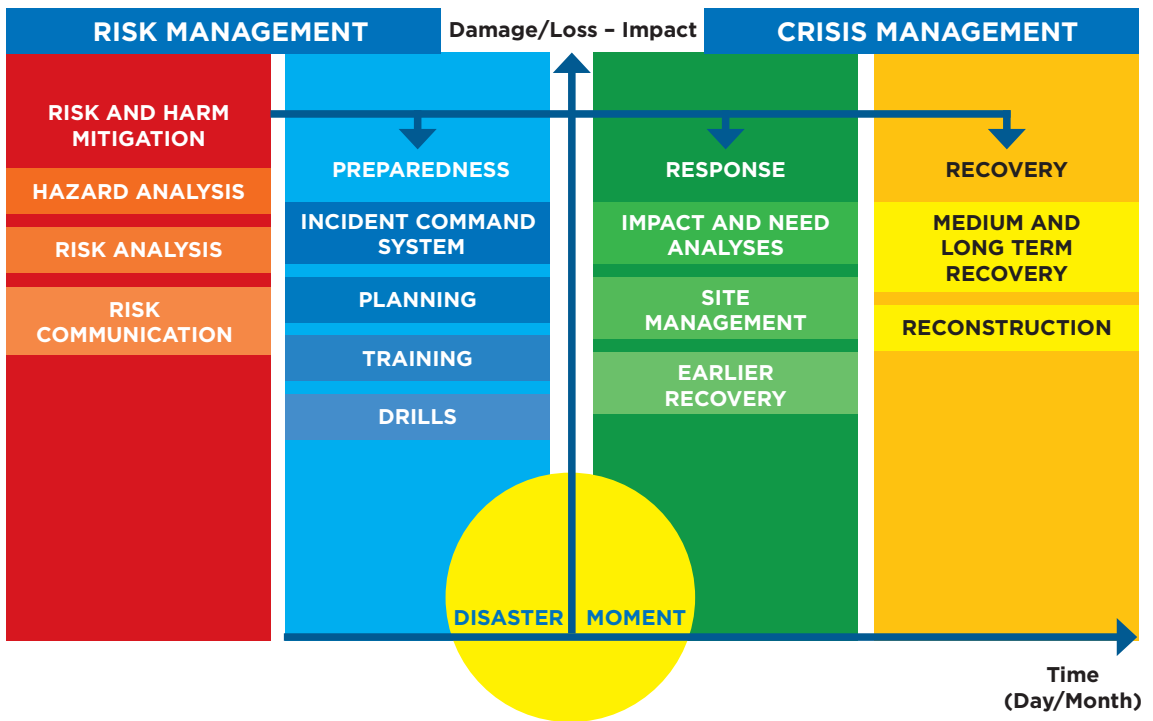 RISK MANAGEMENT
Damage/Loss – Impact
CRISIS MANAGEMENT
RISK AND HARM
MITIGATION
HAZARD ANALYSIS
RISK ANALYSIS
RISK
COMMUNICATION
PREPAREDNESS
INCIDENT COMMAND
SYSTEM
PLANNING
TRAINING
DRILLS
RESPONSE
IMPACT AND NEED
ANALYSES
SITE
MANAGEMENT
EARLIER
RECOVERY
RECOVERY
MEDIUM AND
LONG TERM
RECOVERY
RECONSTRUCTION
DISASTER MOMENT
Time
(Day/Month)